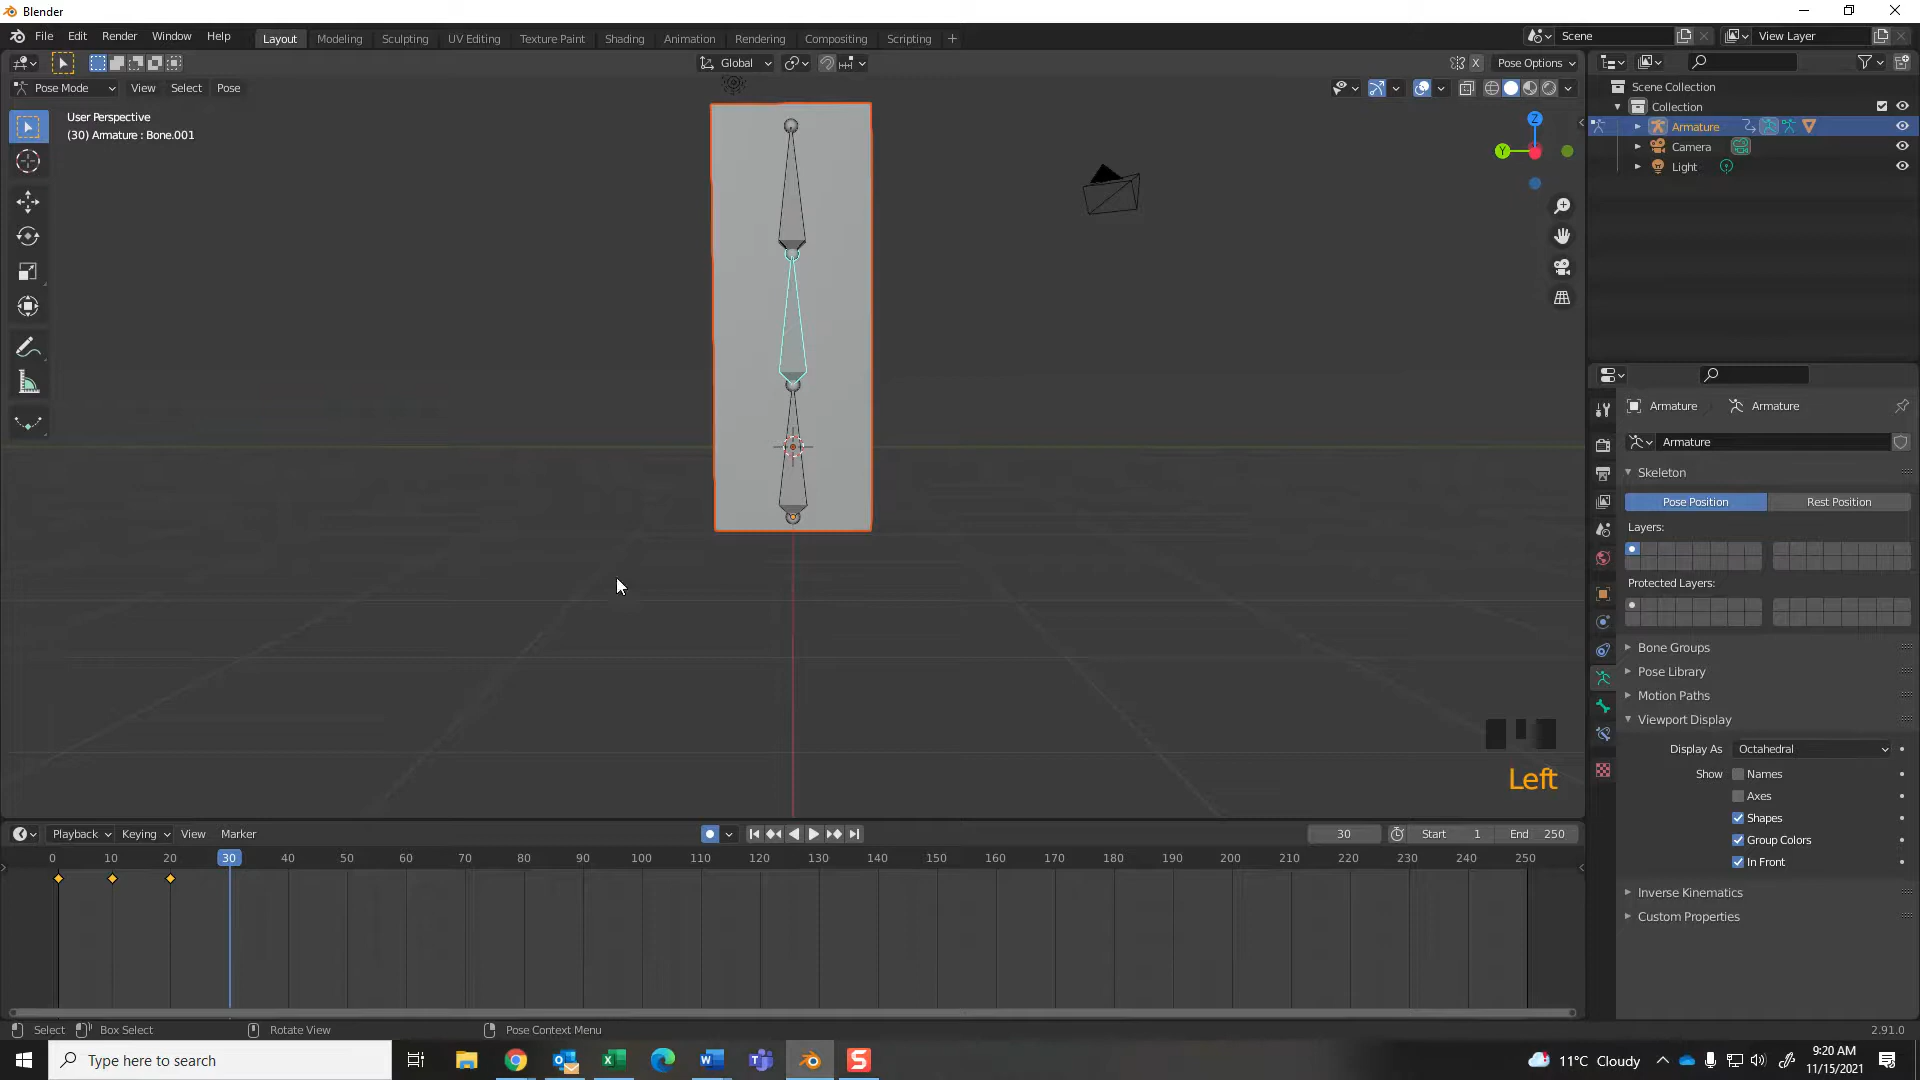 Blender
File Edit Render Window Help
Layout Modeling Sculpting UV Editing Texture Paint Shading Animation Rendering Compositing Scripting +
Scene View Layer
Global X Pose Options
Pose Mode View Select Pose
User Perspective
(30) Armature : Bone.001
Z
Y
Scene Collection
Collection
Armature
Camera
Light
Armature Armature
Armature
Skeleton
Pose Position Rest Position
Layers:
Protected Layers:
Bone Groups
Pose Library
Motion Paths
Viewport Display
Display As Octahedral
Show Names
Axes
Shapes
Group Colors
In Front
Inverse Kinematics
Custom Properties
Left
Playback Keying View Marker
30 Start 1 End 250
0 10 20 30 40 50 60 70 80 90 100 110 120 130 140 150 160 170 180 190 200 210 220 230 240 250
Select Box Select Rotate View Pose Context Menu 2.91.0
Type here to search
11°C Cloudy
9:20 AM
11/15/2021